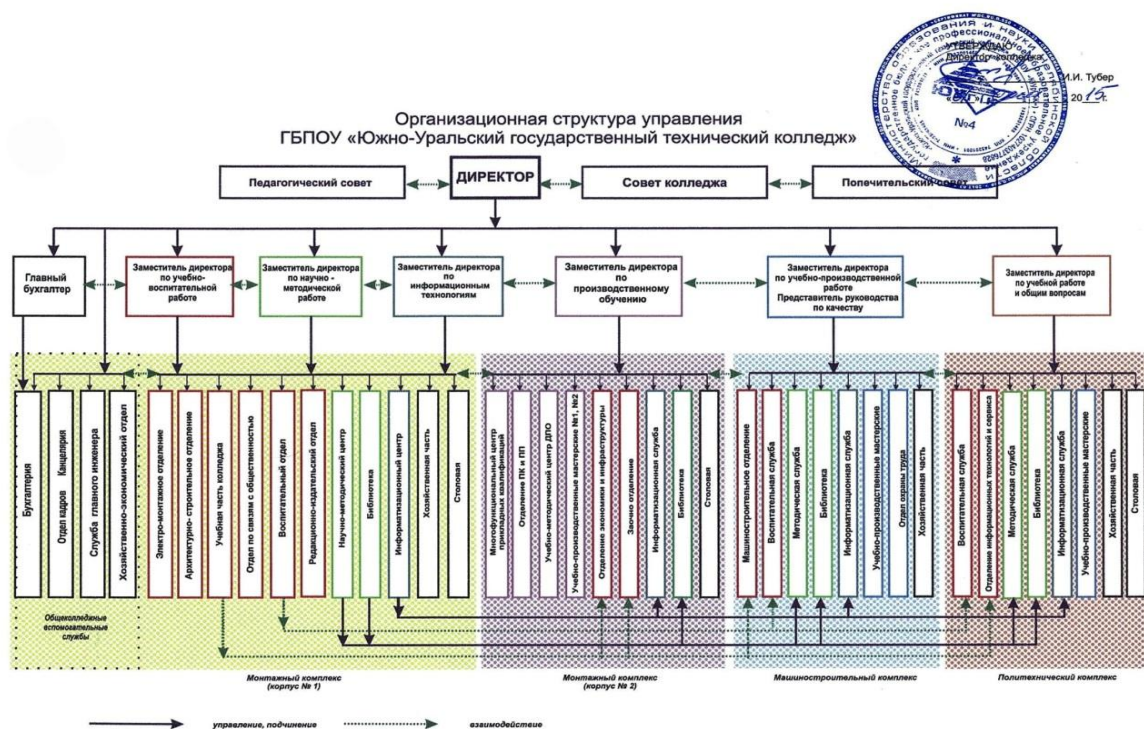 УТВЕРЖДАЮ
Директор колледжа
И.И. Тубер
2015г.
№4
Организационная структура управления
ГБПОУ «Южно-Уральский государственный технический колледж»
Педагогический совет
ДИРЕКТОР
Совет колледжа
Попечительский совет
Главный
бухгалтер
Заместитель директора
по учебно-
воспитательной
работе
Заместитель директора
по научно -
методической
работе
Заместитель директора
по
информационным
технологиям
Заместитель директора
по
производственному
обучению
Заместитель директора
по учебно-производственной
работе
Представитель руководства
по качеству
Заместитель директора
по учебной работе
и общим вопросам
Бухгалтерия
Отдел кадров Канцелярия
Служба главного инженера
Хозяйственно-экономический отдел
Электро-монтажное отделение
Архитектурно- строительное отделение
Учебная часть колледжа
Отдел по связям с общественностью
Воспитательный отдел
Редакционно-издательский отдел
Научно-методический центр
Библиотека
Информационный центр
Хозяйственная часть
Столовая
Многофункциональный центр
прикладных квалификаций
Отделение ПК и ПП
Учебно-методический центр ДПО
Учебно-производственные мастерские №1, №2
Отделение экономики и инфраструктуры
Заочно отделение
Информатизационная служба
Библиотека
Столовая
Машиностроительное отделение
Воспитательная служба
Методическая служба
Библиотека
Информатизационная служба
Учебно-производственные мастерские
Отдел охраны труда
Хозяйственная часть
Воспитательная служба
Отделение информационных технологий и сервиса
Методическая служба
Библиотека
Информатизационная служба
Учебно-производственные мастерские
Хозяйственная часть
Столовая
Общеколледжные
вспомогательные
службы
Монтажный комплекс
(корпус № 1)
Монтажный комплекс
(корпус № 2)
Машиностроительный комплекс
Политехнический комплекс
управление, подчинение
взаимодействие